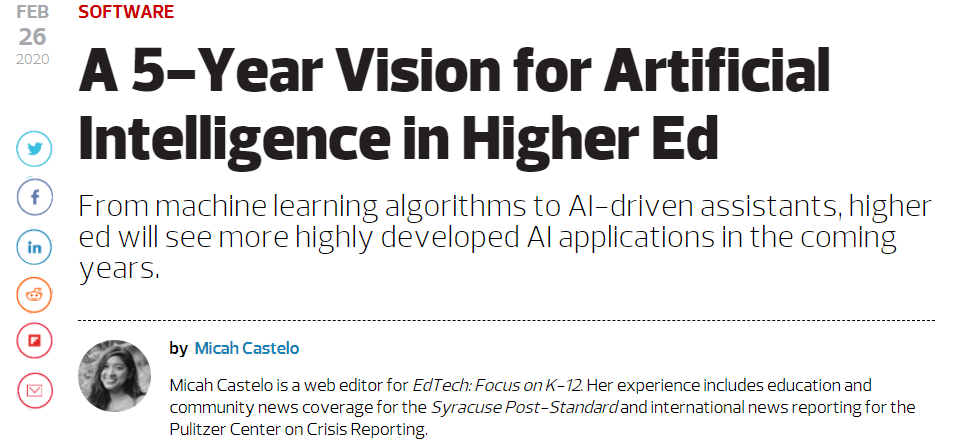 FEB
26
2020
SOFTWARE
A 5-Year Vision for Artificial
Intelligence in Higher Ed
From machine learning algorithms to AI-driven assistants, higher
ed will see more highly developed AI applications in the coming
years.
by Micah Castelo
Micah Castelo is a web editor for EdTech: Focus on K-12. Her experience includes education and
community news coverage for the Syracuse Post-Standard and international news reporting for the
Pulitzer Center on Crisis Reporting.